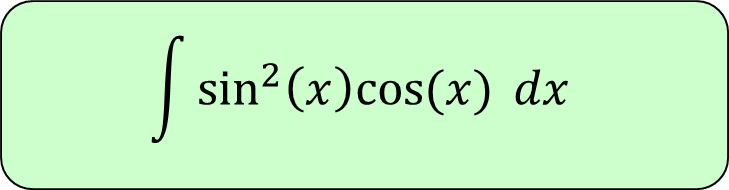 ∫ sin²(x)cos(x) dx